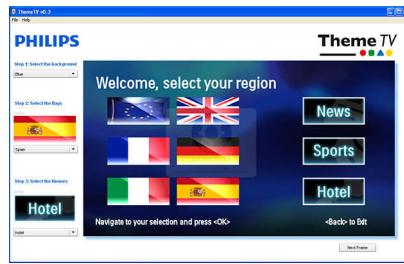 ThemeTV v0.3
File Help
PHILIPS
Theme TV
Step 1: Select the background
Blue
Step 2: Select the flags
Spain
Step 3: Select the flavours
Hotel
Hotel
Welcome, select your region
News
Sports
Hotel
Navigate to your selection and press <OK>
<Back> to Edit
Next Frame